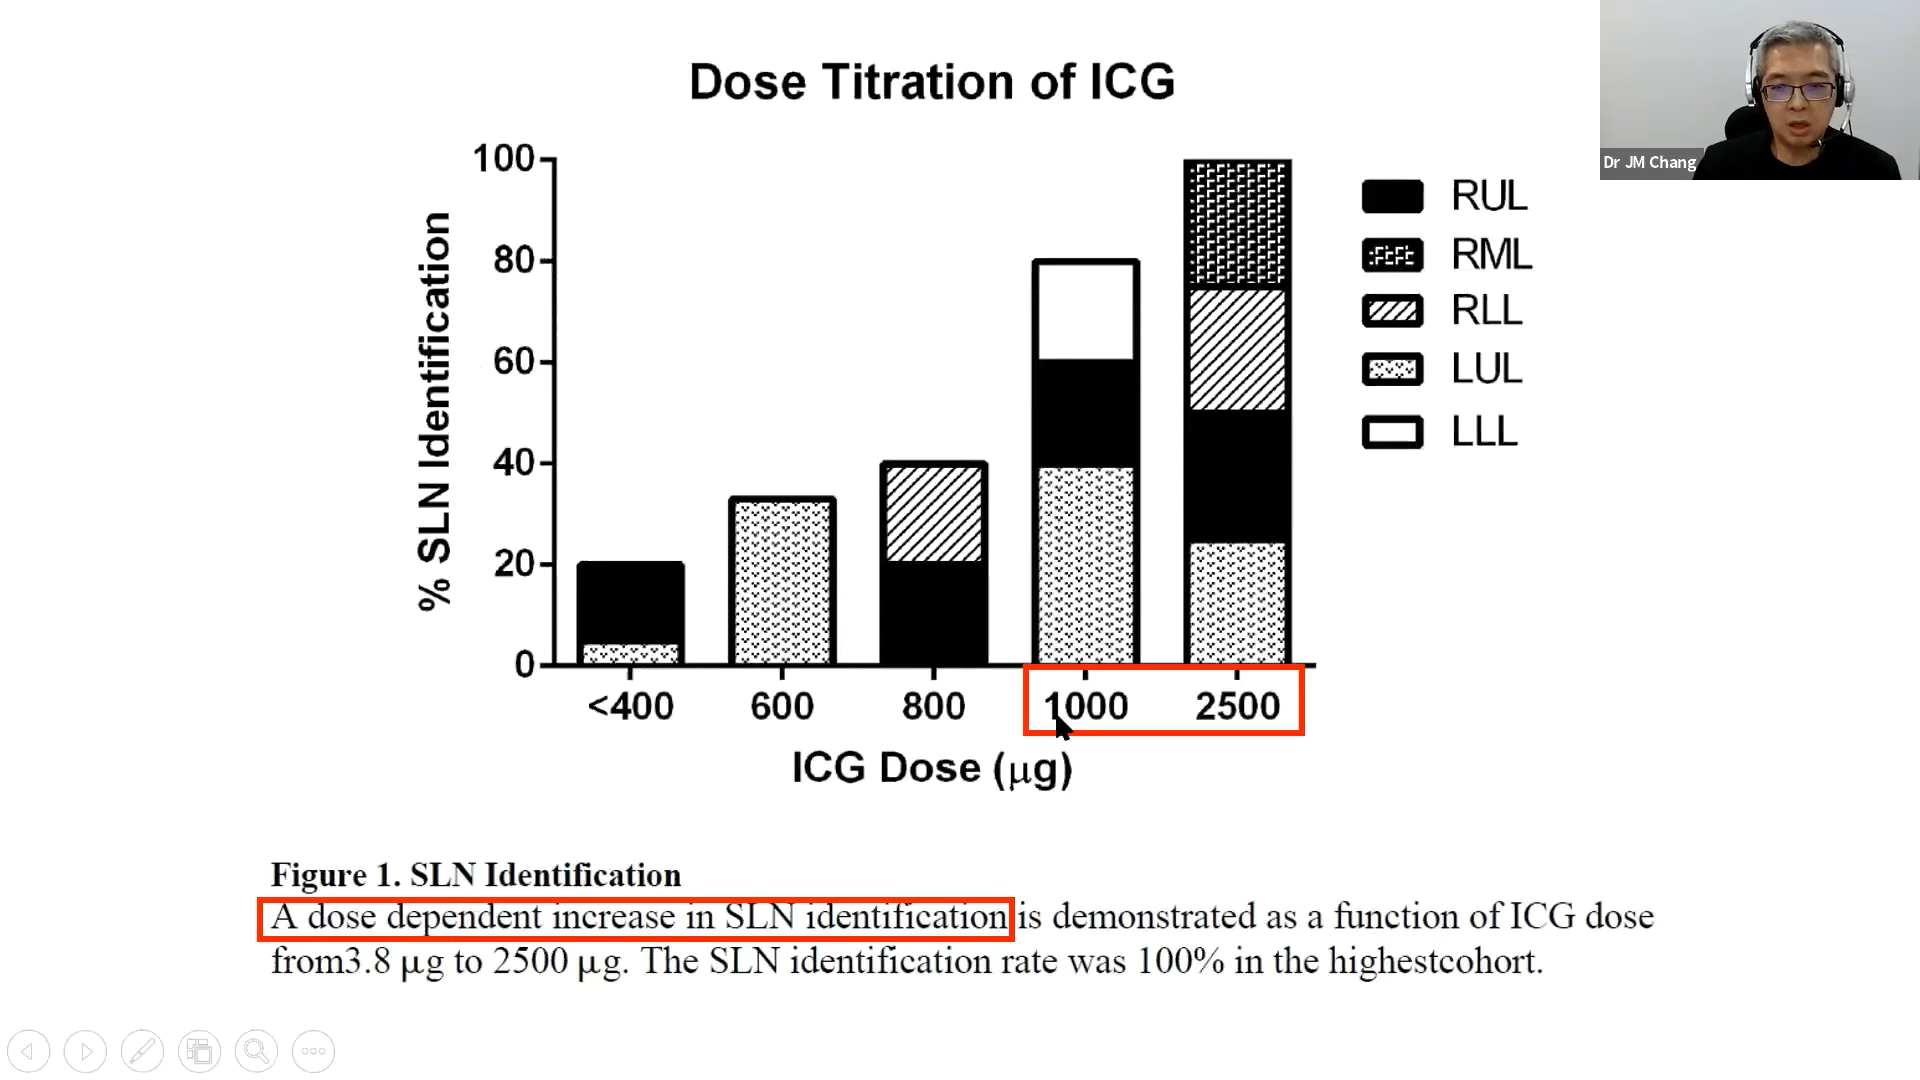 Dose Titration of ICG
Dr JM Chang
% SLN Identification
100
80
60
40
20
0
<400 600 800 1000 2500
ICG Dose (μg)
RUL
RML
RLL
LUL
LLL
Figure 1. SLN Identification
A dose dependent increase in SLN identification is demonstrated as a function of ICG dose
from3.8 μg to 2500 μg. The SLN identification rate was 100% in the highestcohort.